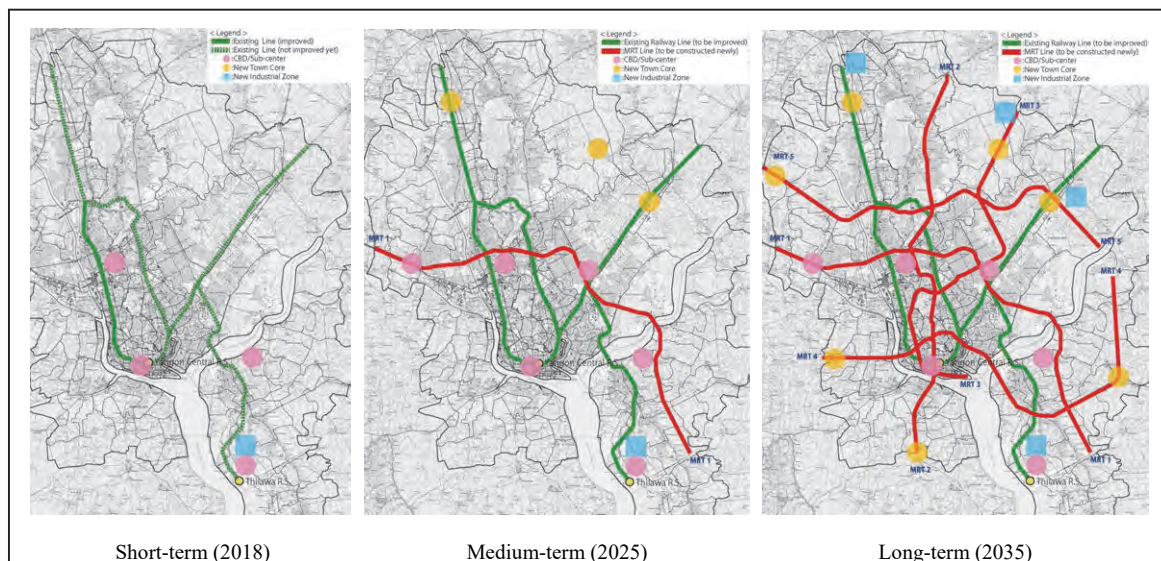 < Legend >
:Existing Line (improved)
:Existing Line (not improved yet)
:CBD/Sub-center
:New Town Core
:New Industrial Zone
Yangon Central R.S.
Thilawa R.S.
Short-term (2018)
< Legend >
:Existing Railway Line (to be improved)
:MRT Line (to be constructed newly)
:CBD/Sub-center
:New Town Core
:New Industrial Zone
MRT 1
Yangon Central R.S.
MRT 1
Thilawa R.S.
Medium-term (2025)
< Legend >
:Existing Railway Line (to be improved)
:MRT Line (to be constructed newly)
:CBD/Sub-center
:New Town Core
:New Industrial Zone
MRT 2
MRT 3
MRT 5
MRT 1
MRT 5
MRT 4
MRT 4
Yangon Central R.S.
MRT 3
MRT 2
MRT 1
Thilawa R.S.
Long-term (2035)